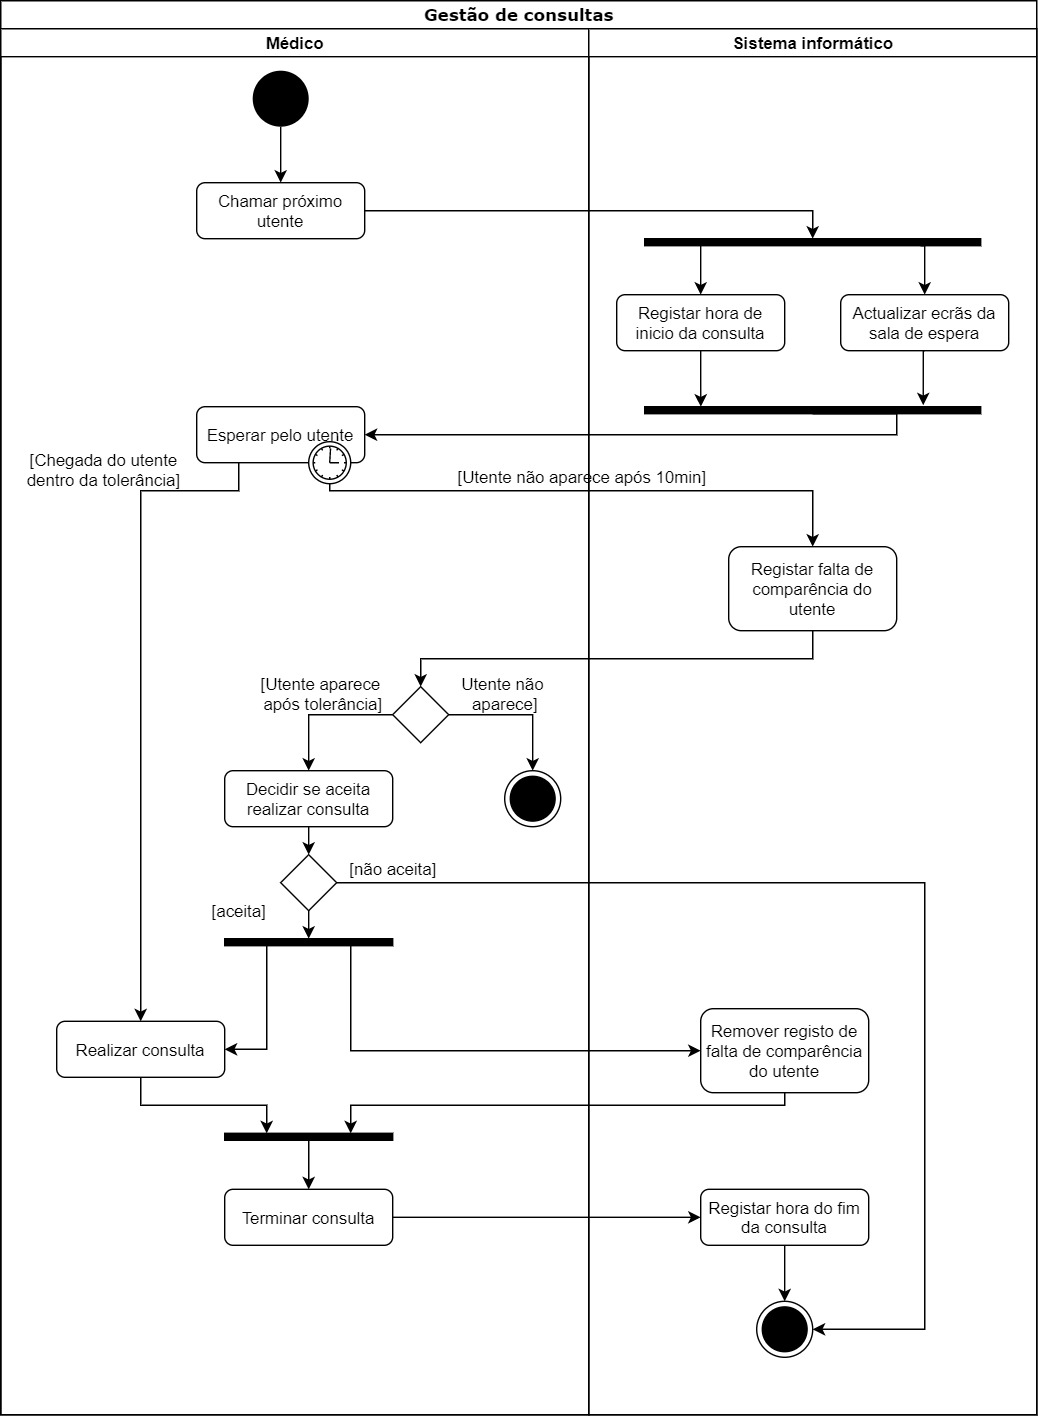 Gestão de consultas
Médico
Sistema informático
Chamar próximo
utente
Registar hora de
inicio da consulta
Actualizar ecrãs da
sala de espera
Esperar pelo utente
[Chegada do utente
dentro da tolerância]
[Utente não aparece após 10min]
Registar falta de
comparência do
utente
[Utente aparece
após tolerância]
Utente não
aparece]
Decidir se aceita
realizar consulta
[não aceita]
[aceita]
Realizar consulta
Remover registo de
falta de comparência
do utente
Terminar consulta
Registar hora do fim
da consulta